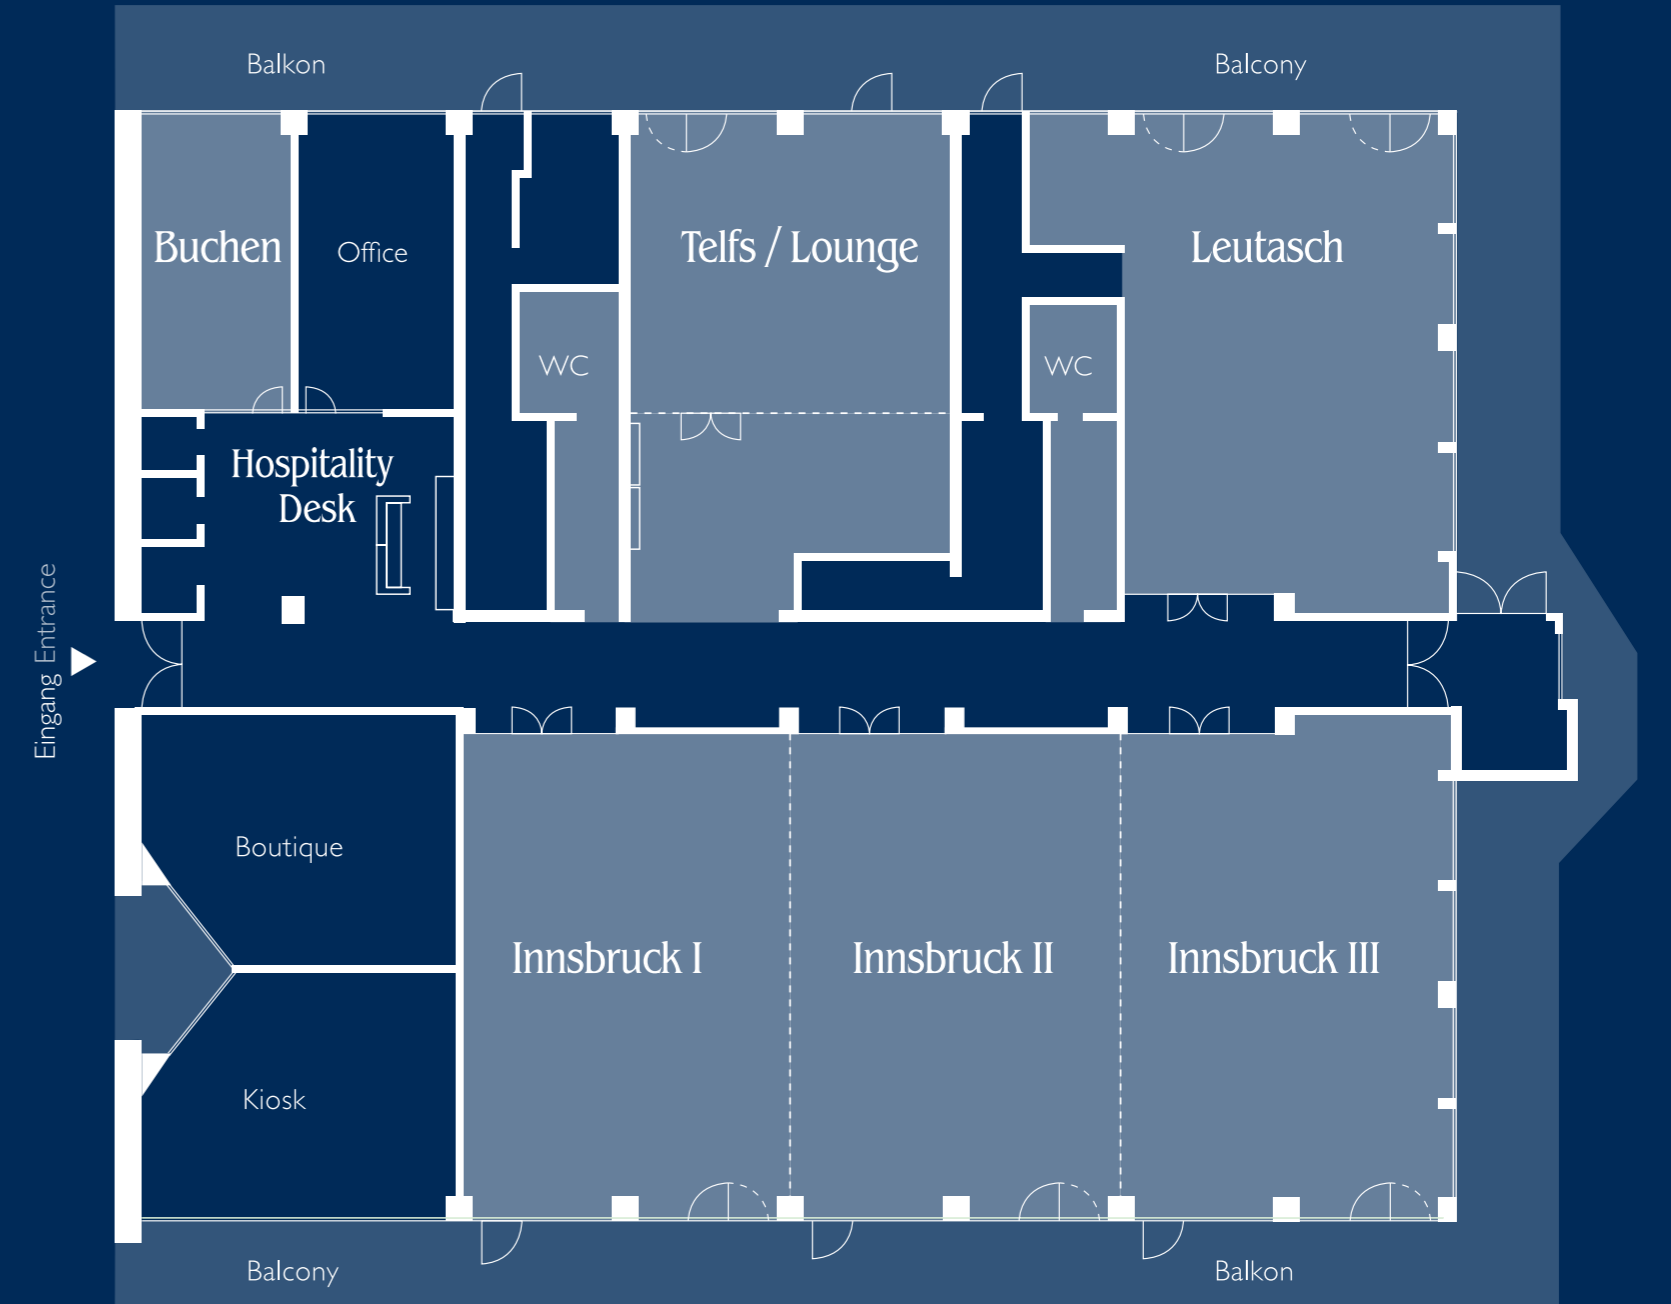 Balkon
Balcony
Buchen
Office
Telfs / Lounge
Leutasch
WC
WC
Hospitality
Desk
Eingang Entrance
Boutique
Innsbruck I
Innsbruck II
Innsbruck III
Kiosk
Balcony
Balkon